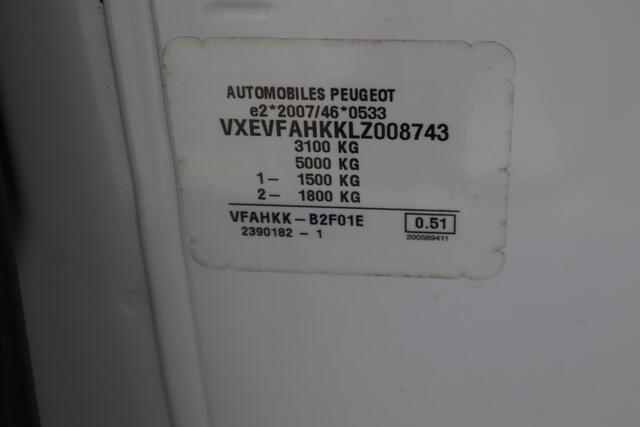 AUTOMOBILES PEUGEOT
e2*2007/46*0533
VXEVFAHKKLZ008743
3100 KG
5000 KG
1- 1500 KG
2- 1800 KG
VFAHKK-B2F01E 0.51
2390182 - 1 200569411